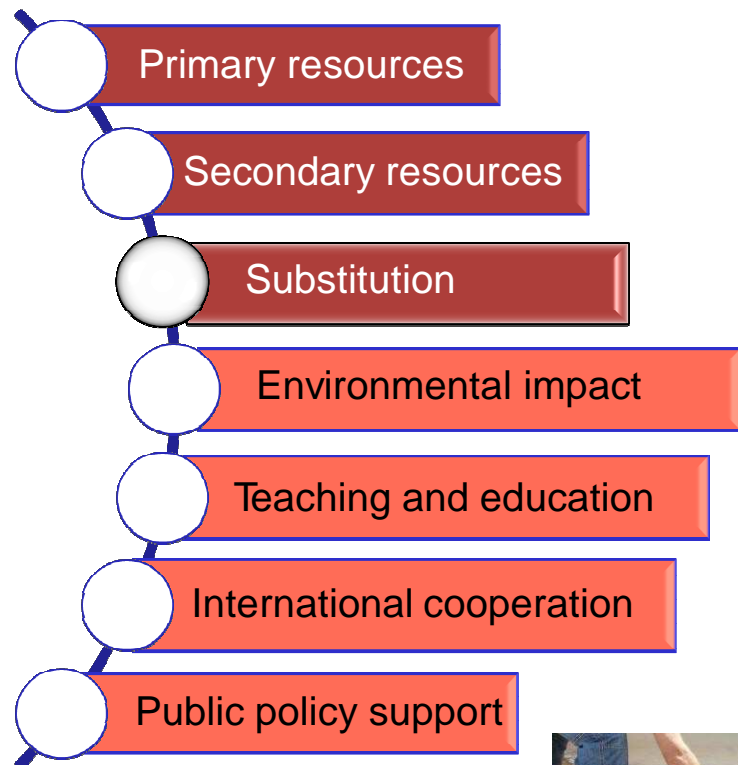 Primary resources
Secondary resources
Substitution
Environmental impact
Teaching and education
International cooperation
Public policy support